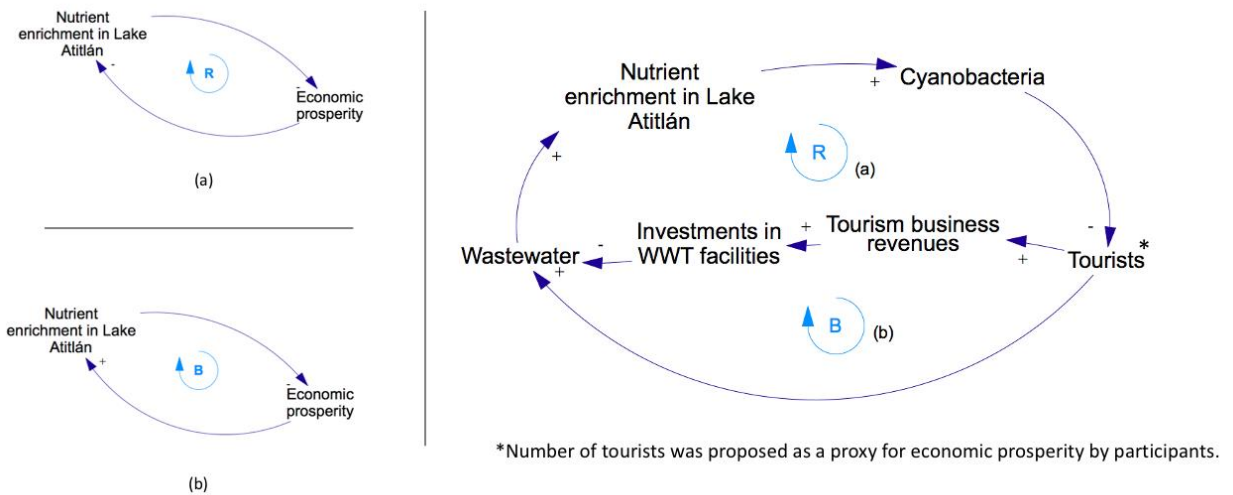 Nutrient
enrichment in Lake
Atitlán
-
R
-
Economic
prosperity
(a)
Nutrient
enrichment in Lake
Atitlán
+
B
-
Economic
prosperity
(b)
Nutrient
enrichment in Lake
Atitlán
+
Cyanobacteria
+
R
(a)
Wastewater
+
-
Investments in
WWT facilities
+
Tourism business
revenues
+
-
Tourists*
B
(b)
*Number of tourists was proposed as a proxy for economic prosperity by participants.